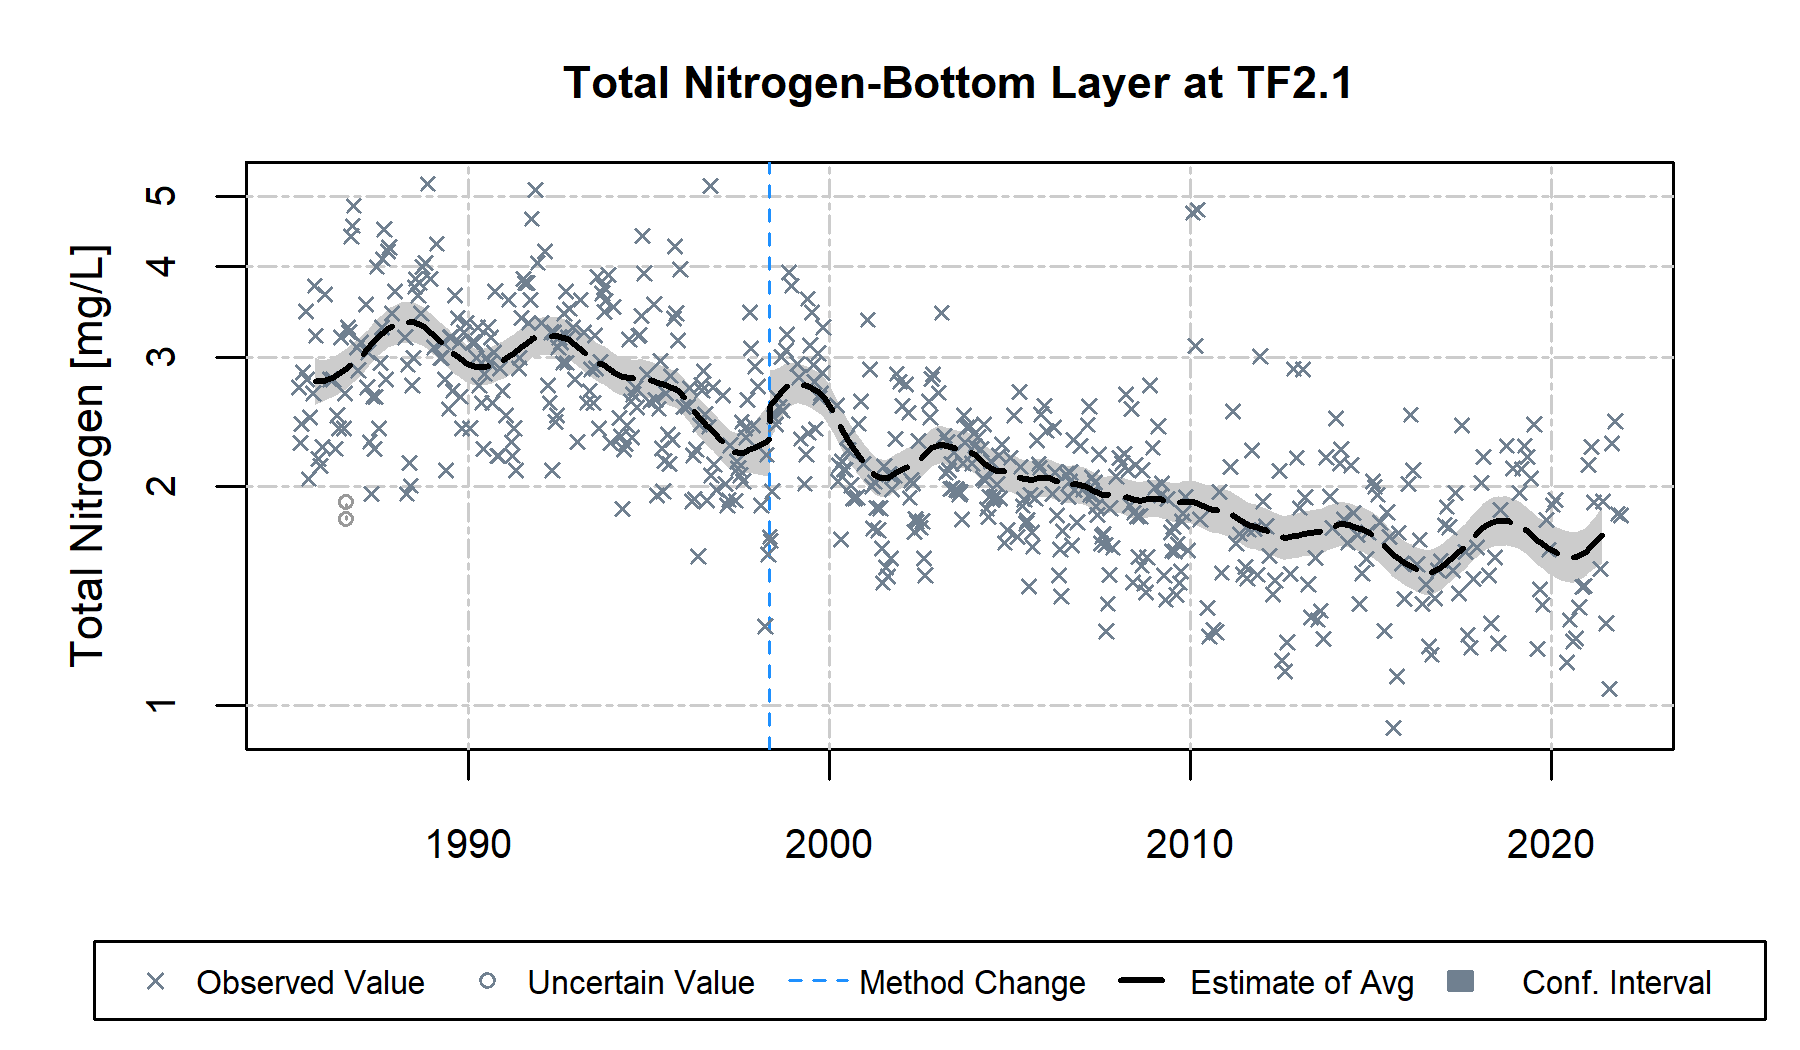 Total Nitrogen-Bottom Layer at TF2.1
Total Nitrogen [mg/L]
5
4
3
2
1
1990 2000 2010 2020
Observed Value Uncertain Value Method Change Estimate of Avg Conf. Interval